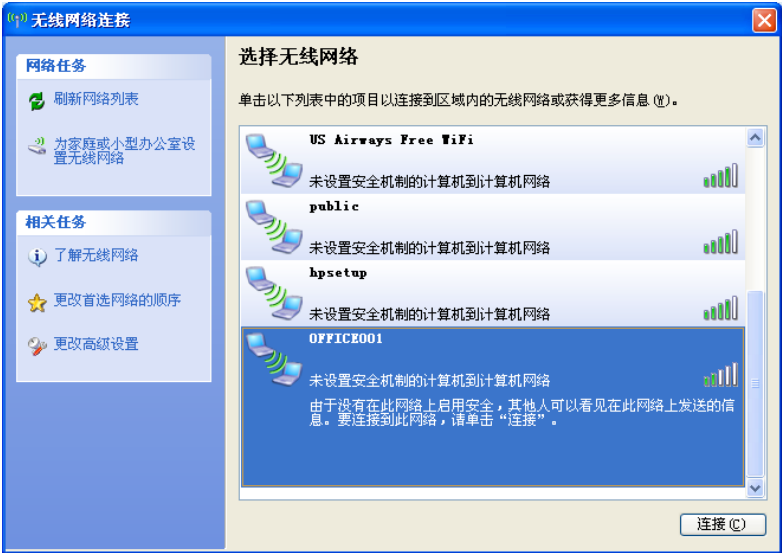 无线网络连接
网络任务
刷新网络列表
为家庭或小型办公室设
置无线网络
相关任务
了解无线网络
更改首选网络的顺序
更改高级设置
选择无线网络
单击以下列表中的项目以连接到区域内的无线网络或获得更多信息(W)。
US Airways Free WiFi
未设置安全机制的计算机到计算机网络
public
未设置安全机制的计算机到计算机网络
hpsetup
未设置安全机制的计算机到计算机网络
OFFICE001
未设置安全机制的计算机到计算机网络
由于没有在此网络上启用安全，其他人可以看见在此网络上发送的信
息。要连接到此网络，请单击“连接”。
连接(C)